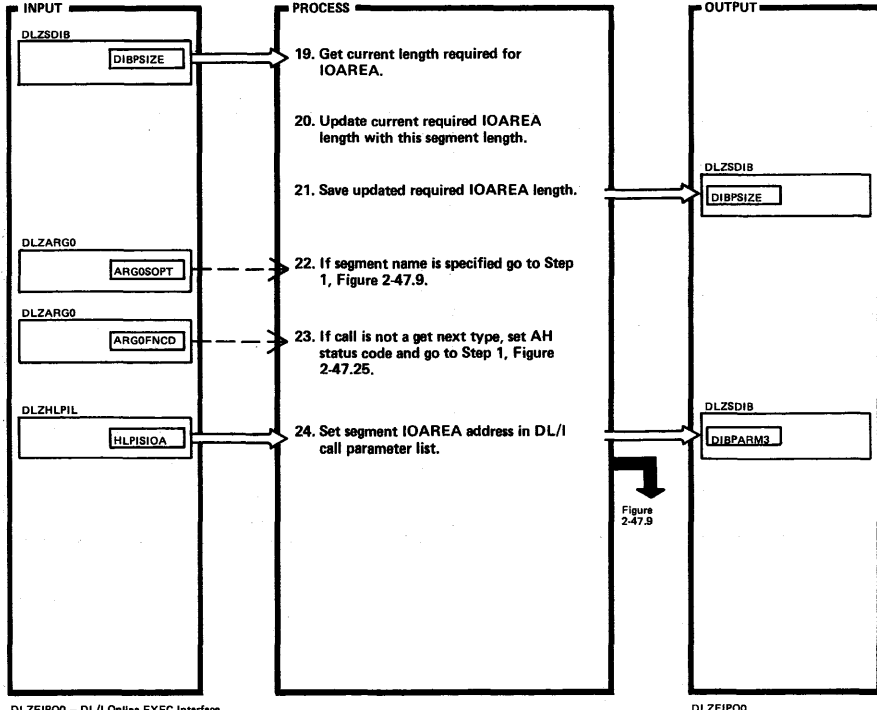 INPUT
PROCESS
OUTPUT
DLZSDIB
DIBPSIZE
19. Get current length required for
IOAREA.
20. Update current required IOAREA
length with this segment length.
21. Save updated required IOAREA length.
DLZSDIB
DIBPSIZE
DLZARG0
ARG0SOPT
22. If segment name is specified go to Step
1, Figure 2-47.9.
DLZARG0
ARG0FNCD
23. If call is not a get next type, set AH
status code and go to Step 1, Figure
2-47.25.
DLZHLPIL
HLPISIOA
24. Set segment IOAREA address in DL/I
call parameter list.
DLZSDIB
DIBPARM3
Figure
2-47.9
DLZEIPO0 – DL/I Online EXEC Interface
DLZEIPO0